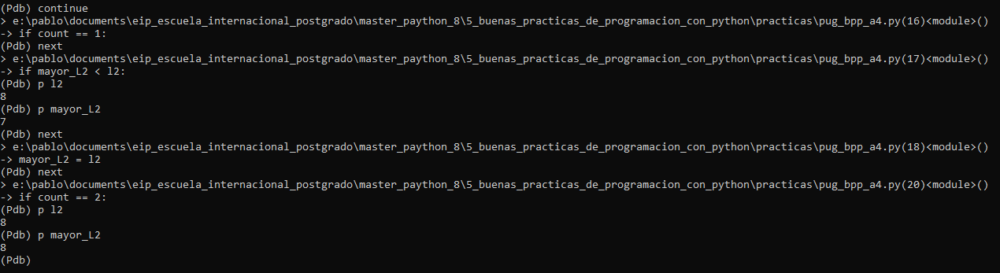 (Pdb) continue
> e:\pablo\documents\eip_escuela_internacional_postgrado\master_paython_8\5_buenas_practicas_de_programacion_con_python\practicas\pug_bpp_a4.py(16)<module>()
-> if count == 1:
(Pdb) next
> e:\pablo\documents\eip_escuela_internacional_postgrado\master_paython_8\5_buenas_practicas_de_programacion_con_python\practicas\pug_bpp_a4.py(17)<module>()
-> if mayor_L2 < l2:
(Pdb) p l2
8
(Pdb) p mayor_L2
7
(Pdb) next
> e:\pablo\documents\eip_escuela_internacional_postgrado\master_paython_8\5_buenas_practicas_de_programacion_con_python\practicas\pug_bpp_a4.py(18)<module>()
-> mayor_L2 = l2
(Pdb) next
> e:\pablo\documents\eip_escuela_internacional_postgrado\master_paython_8\5_buenas_practicas_de_programacion_con_python\practicas\pug_bpp_a4.py(20)<module>()
-> if count == 2:
(Pdb) p l2
8
(Pdb) p mayor_L2
8
(Pdb)